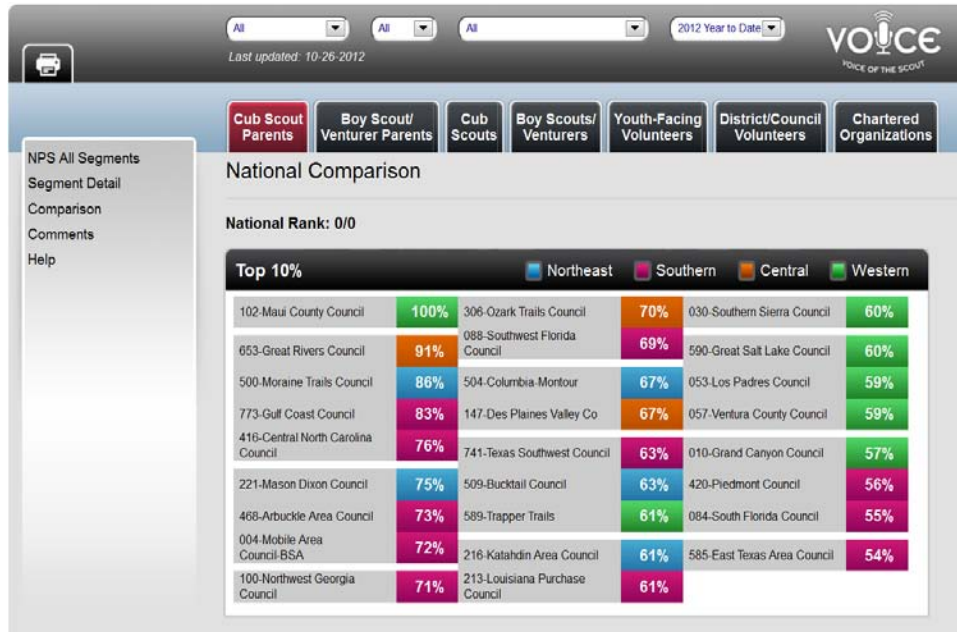 All All All 2012 Year to Date
Last updated: 10-26-2012
VOICE
VOICE OF THE SCOUT
Cub Scout Parents
Boy Scout/ Venturer Parents
Cub Scouts
Boy Scouts/ Venturers
Youth-Facing Volunteers
District/Council Volunteers
Chartered Organizations
NPS All Segments
Segment Detail
Comparison
Comments
Help
National Comparison
National Rank: 0/0
Top 10% Northeast Southern Central Western
102-Maui County Council 100%
653-Great Rivers Council 91%
500-Moraine Trails Council 86%
773-Gulf Coast Council 83%
416-Central North Carolina
Council 76%
221-Mason Dixon Council 75%
468-Arbuckle Area Council 73%
004-Mobile Area
Council-BSA 72%
100-Northwest Georgia
Council 71%
306-Ozark Trails Council 70%
088-Southwest Florida
Council 69%
504-Columbia-Montour 67%
147-Des Plaines Valley Co 67%
741-Texas Southwest Council 63%
509-Bucktail Council 63%
589-Trapper Trails 61%
216-Katahdin Area Council 61%
213-Louisiana Purchase
Council 61%
030-Southern Sierra Council 60%
590-Great Salt Lake Council 60%
053-Los Padres Council 59%
057-Ventura County Council 59%
010-Grand Canyon Council 57%
420-Piedmont Council 56%
084-South Florida Council 55%
585-East Texas Area Council 54%